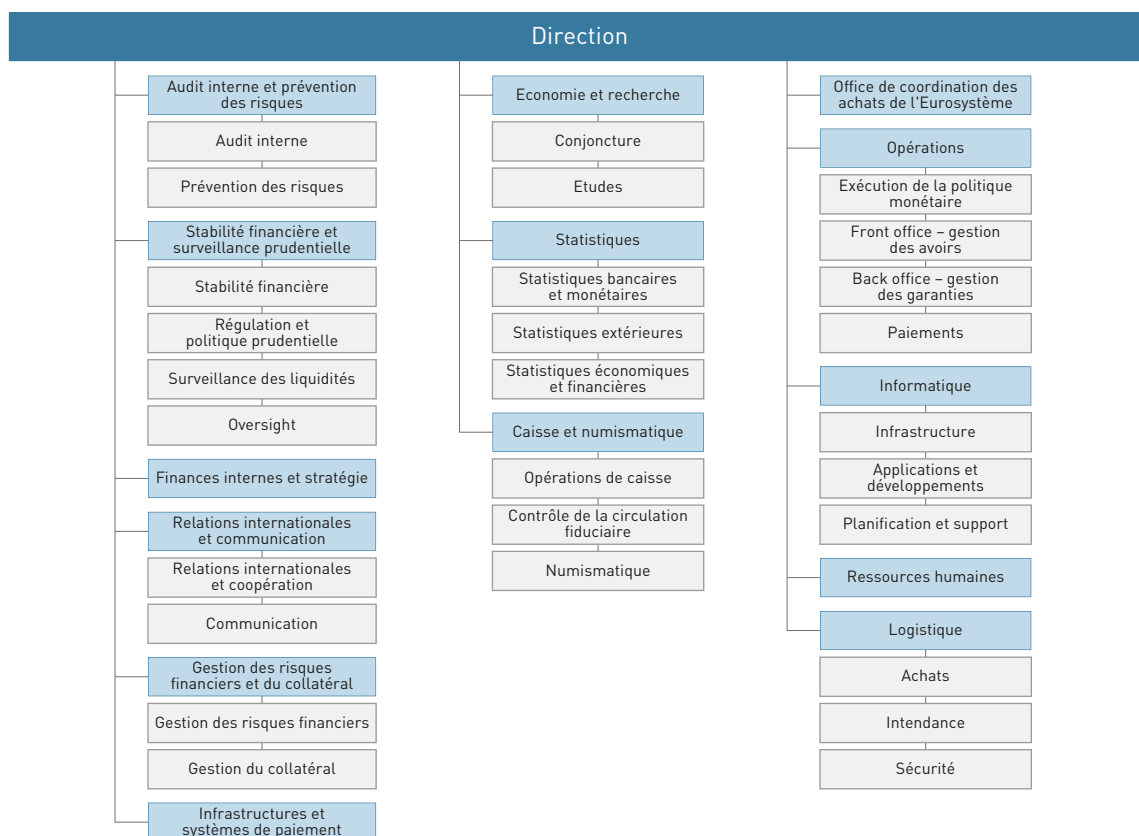 Direction
Audit interne et prévention
des risques
Audit interne
Prévention des risques
Stabilité financière et
surveillance prudentielle
Stabilité financière
Régulation et
politique prudentielle
Surveillance des liquidités
Oversight
Finances internes et stratégie
Relations internationales
et communication
Relations internationales
et coopération
Communication
Gestion des risques
financiers et du collatéral
Gestion des risques financiers
Gestion du collatéral
Infrastructures et
systèmes de paiement
Economie et recherche
Conjoncture
Etudes
Statistiques
Statistiques bancaires
et monétaires
Statistiques extérieures
Statistiques économiques
et financières
Caisse et numismatique
Opérations de caisse
Contrôle de la circulation
fiduciaire
Numismatique
Office de coordination des
achats de l'Eurosystème
Opérations
Exécution de la politique
monétaire
Front office – gestion
des avoirs
Back office – gestion
des garanties
Paiements
Informatique
Infrastructure
Applications et
développements
Planification et support
Ressources humaines
Logistique
Achats
Intendance
Sécurité